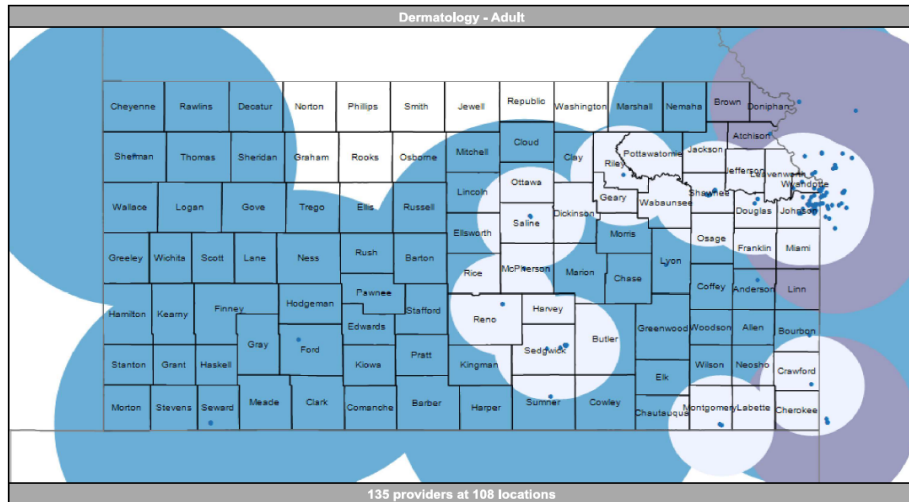 Dermatology - Adult
Cheyenne Rawlins Decatur Norton Phillips Smith Jewell Republic Washington Marshall Nemaha Brown Doniphan
Atchison
Sherman Thomas Sheridan Graham Rooks Osborne Mitchell Cloud Clay Riley Pottawatomie Jackson Jefferson Leavenworth
Wyandotte
Wallace Logan Gove Trego Ellis Russell Lincoln Ottawa Saline Dickinson Geary Wabaunsee Shawnee Douglas Johnson
Greeley Wichita Scott Lane Ness Rush Barton Ellsworth Rice McPherson Marion Morris Chase Lyon Osage Franklin Miami
Hamilton Kearny Finney Hodgeman Pawnee Stafford Reno Harvey Coffey Anderson Linn
Stanton Grant Haskell Gray Ford Edwards Kiowa Pratt Kingman Sedgwick Butler Greenwood Woodson Allen Bourbon
Elk Wilson Neosho Crawford
Morton Stevens Seward Meade Clark Comanche Barber Harper Sumner Cowley Chautauqua Montgomery Labette Cherokee
135 providers at 108 locations